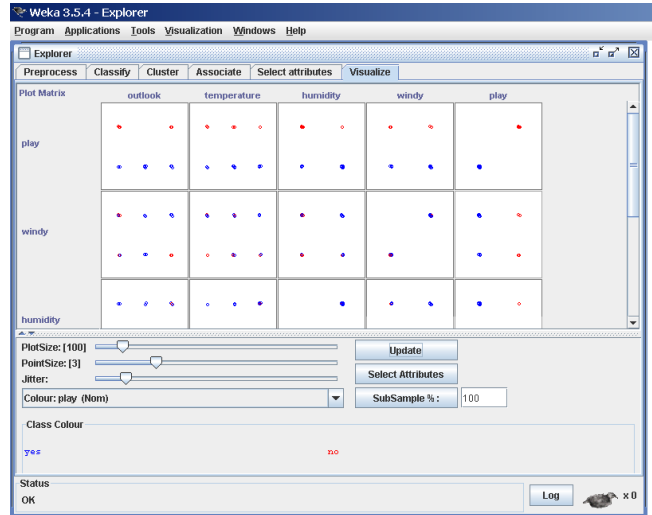 Weka 3.5.4 - Explorer
Program Applications Tools Visualization Windows Help
Explorer
Preprocess Classify Cluster Associate Select attributes Visualize
Plot Matrix outlook temperature humidity windy play
play
windy
humidity
PlotSize: [100]
PointSize: [3]
Jitter:
Update
Select Attributes
Colour: play (Nom) SubSample % : 100
Class Colour
yes no
Status
OK Log x 0